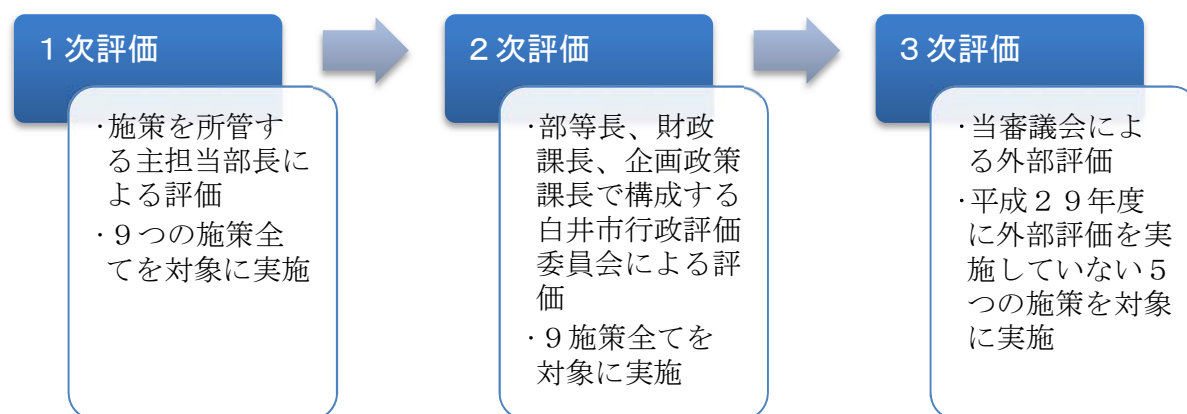 １次評価
・施策を所管す
る主担当部長に
よる評価
・９つの施策全
てを対象に実施
２次評価
・部等長、財政
課長、企画政策
課長で構成する
白井市行政評価
委員会による評
価
・９施策全てを
対象に実施
３次評価
・当審議会によ
る外部評価
・平成２９年度
に外部評価を実
施していない５
つの施策を対象
に実施